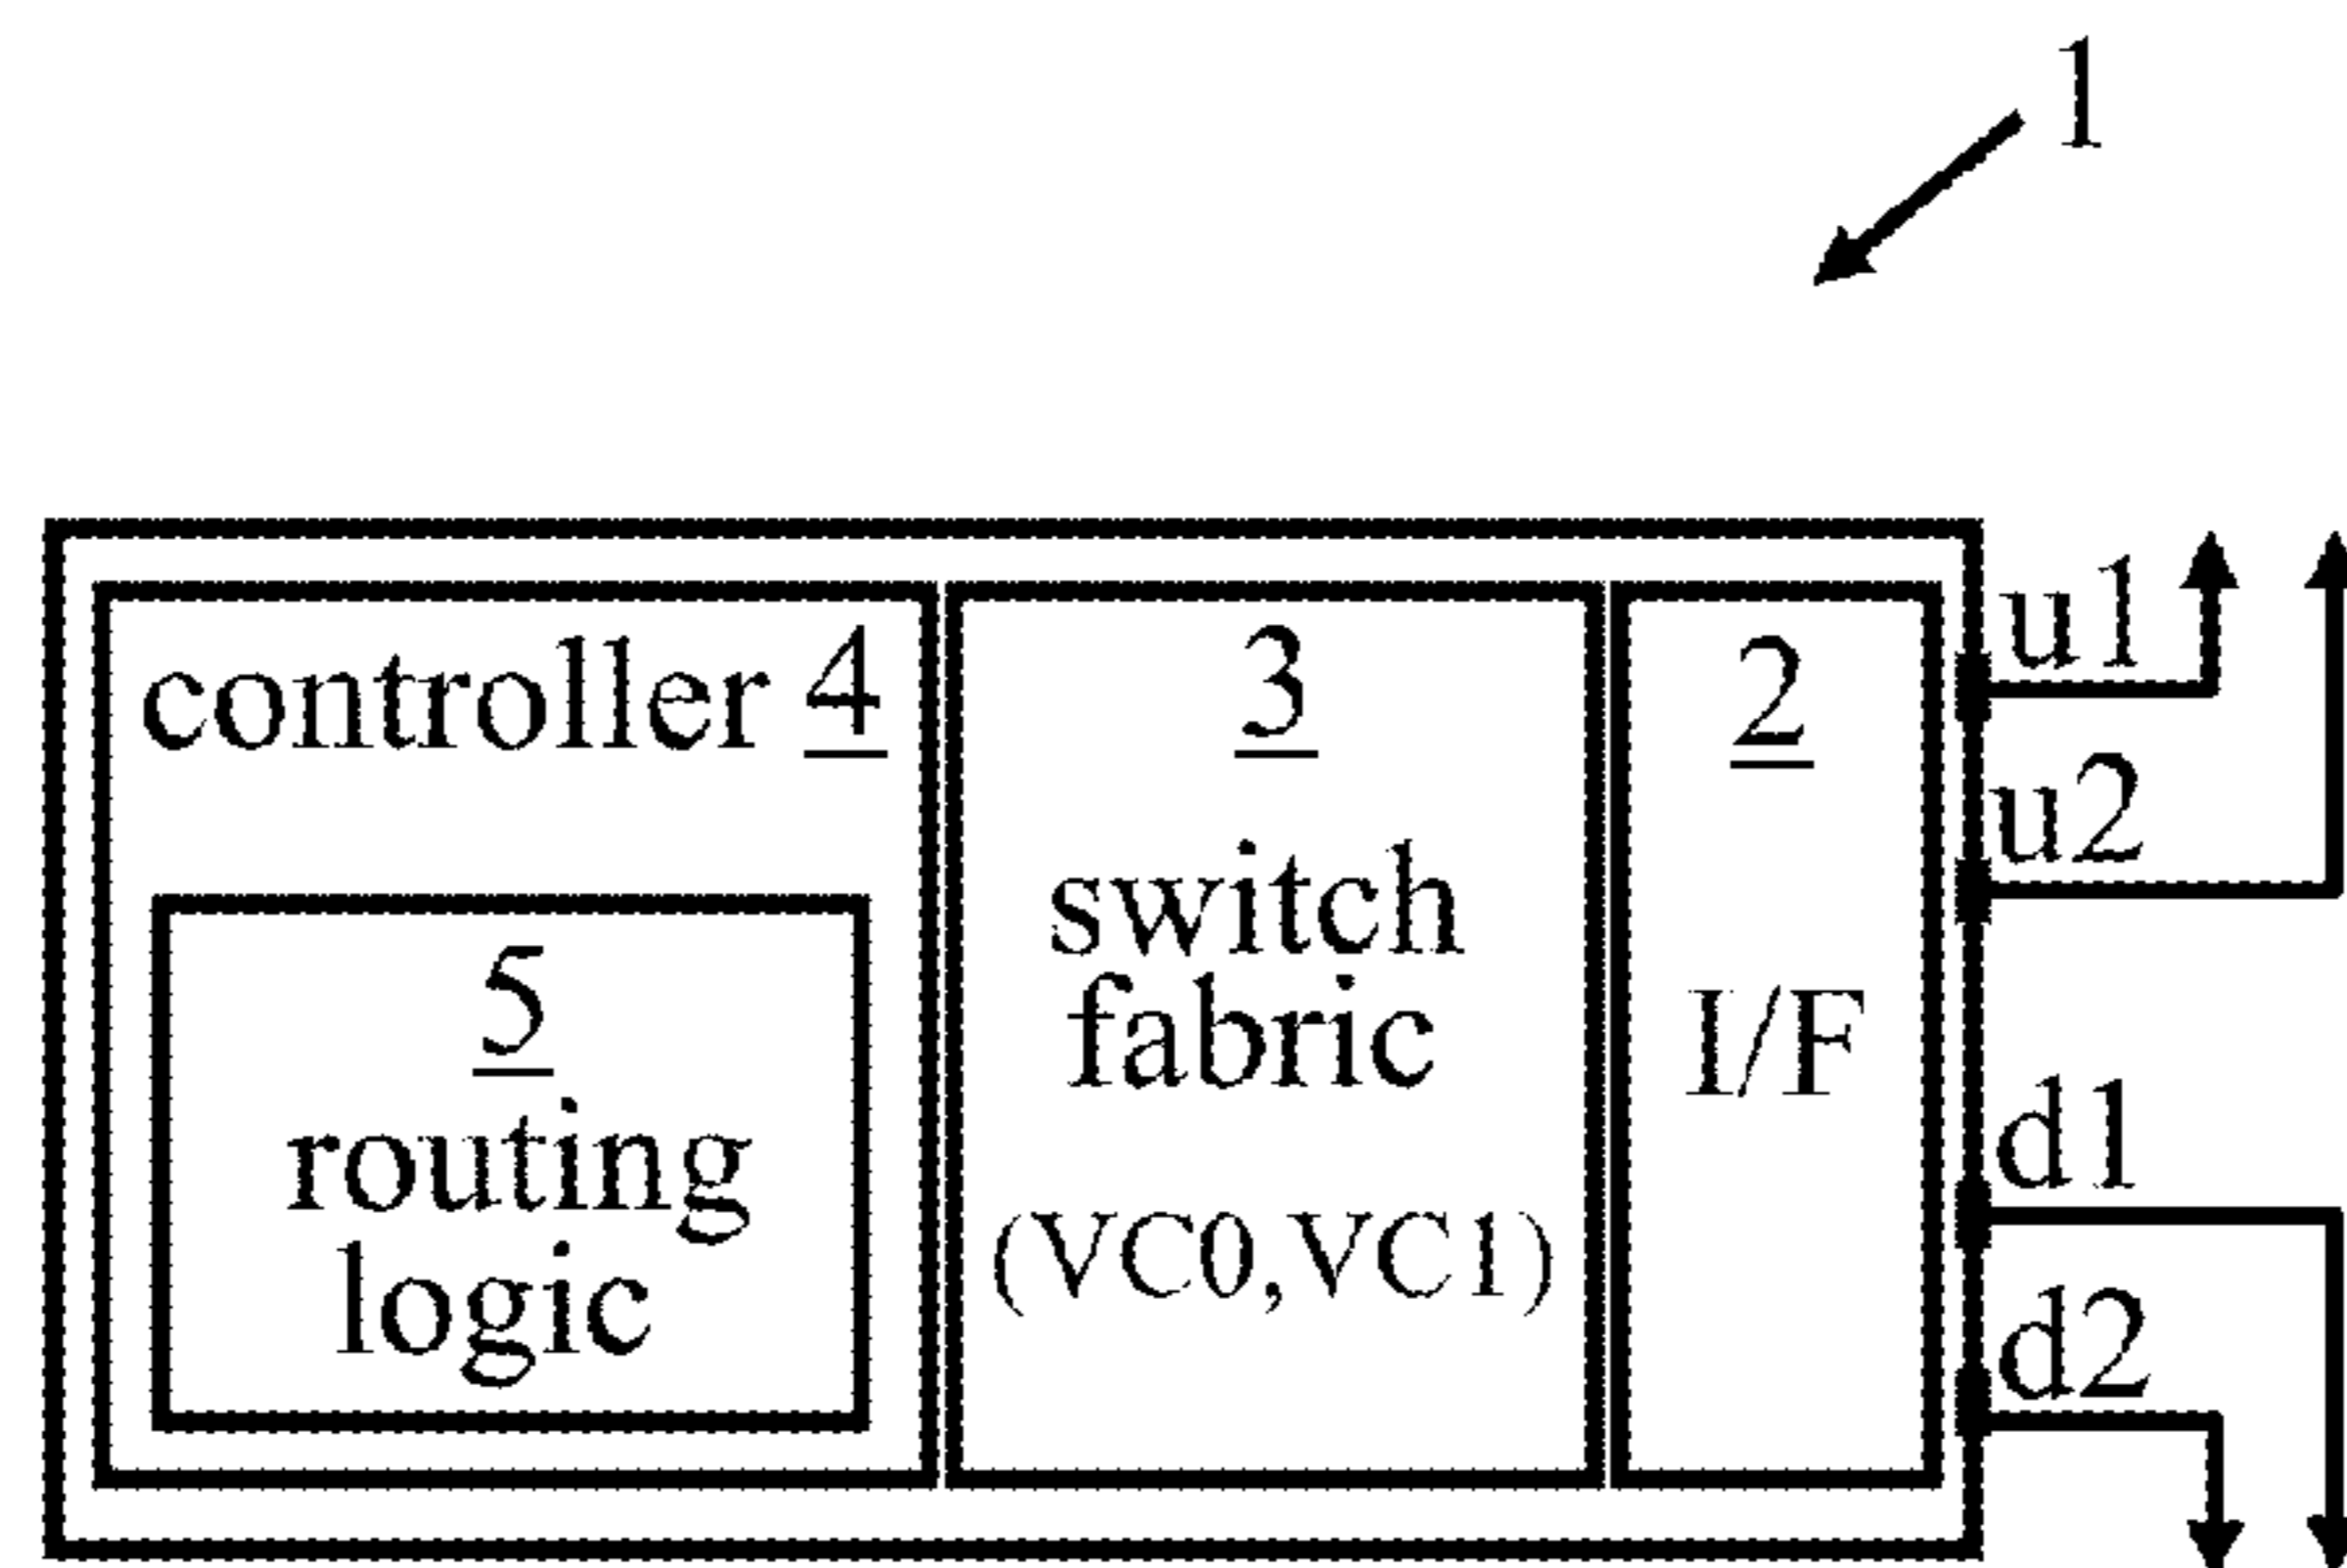 1
controller 4
5
routing
logic
3
switch
fabric
(VC0,VC1)
2
I/F
u1
u2
d1
d2